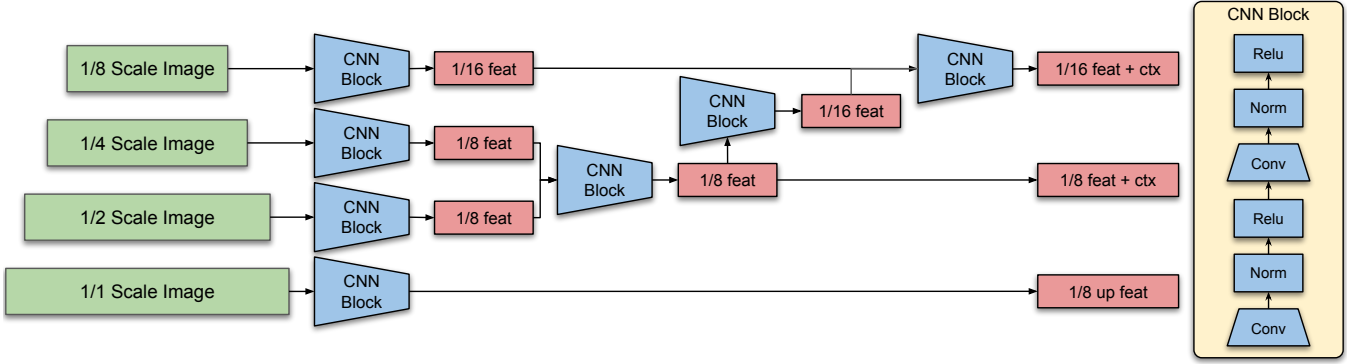 CNN Block
1/8 Scale Image
CNN
Block
1/16 feat
CNN
Block
1/16 feat + ctx
CNN
Block
1/16 feat
1/4 Scale Image
CNN
Block
1/8 feat
CNN
Block
1/8 feat
1/8 feat + ctx
1/2 Scale Image
CNN
Block
1/8 feat
1/1 Scale Image
CNN
Block
1/8 up feat
Relu
Norm
Conv
Relu
Norm
Conv